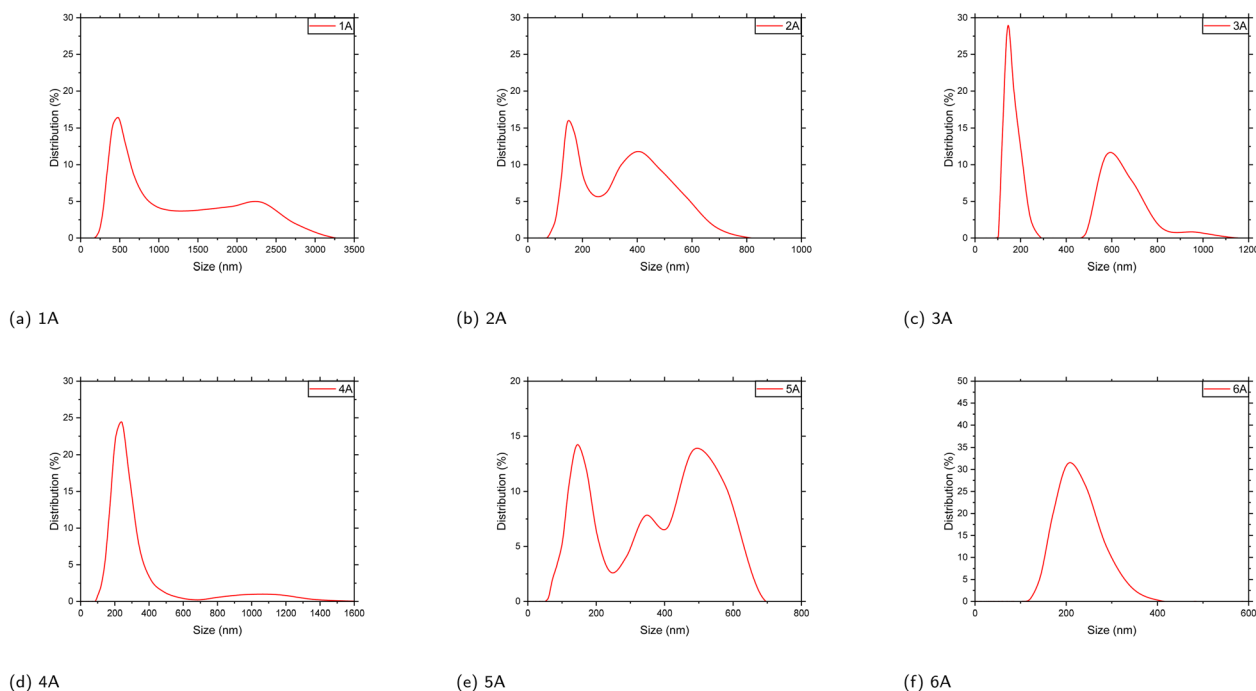 1A
Distribution (%)
30
25
20
15
10
5
0
0 500 1000 1500 2000 2500 3000 3500
Size (nm)
(a) 1A
2A
Distribution (%)
30
25
20
15
10
5
0
0 200 400 600 800 1000
Size (nm)
(b) 2A
3A
Distribution (%)
30
25
20
15
10
5
0
0 200 400 600 800 1000 1200
Size (nm)
(c) 3A
4A
Distribution (%)
30
25
20
15
10
5
0
0 200 400 600 800 1000 1200 1400 1600
Size (nm)
(d) 4A
5A
Distribution (%)
20
15
10
5
0
0 200 400 600 800
Size (nm)
(e) 5A
6A
Distribution (%)
50
45
40
35
30
25
20
15
10
5
0
0 200 400 600
Size (nm)
(f) 6A